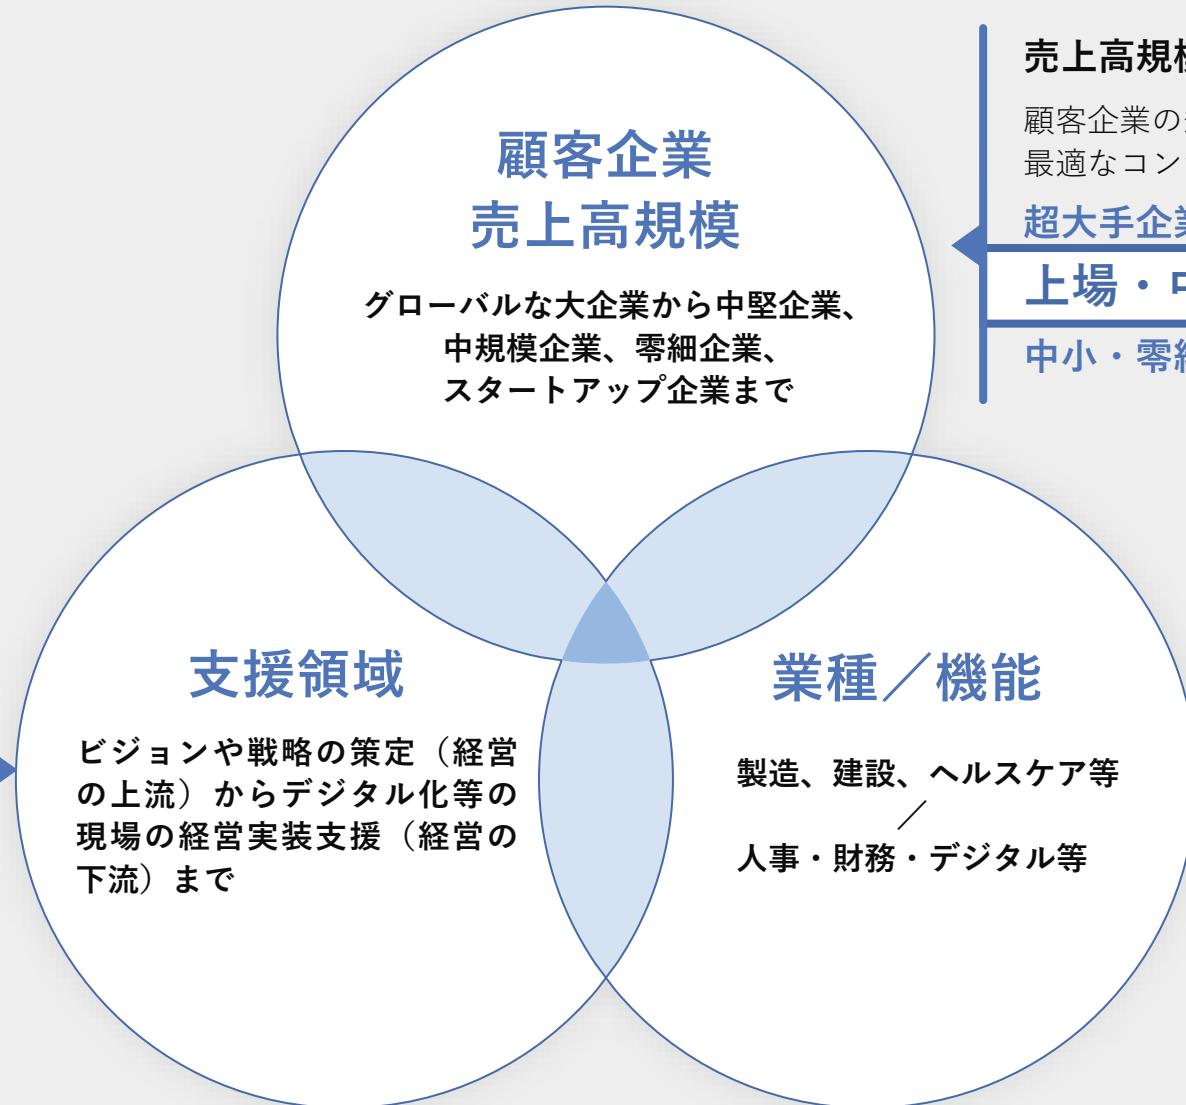 顧客企業
売上高規模
グローバルな大企業から中堅企業、
中規模企業、零細企業、
スタートアップ企業まで
売上高規
顧客企業の
最適なコン
超大手企
上場・
中小・零
支援領域
ビジョンや戦略の策定（経営
の上流）からデジタル化等の
現場の経営実装支援（経営の
下流）まで
業種／機能
製造、建設、ヘルスケア等
／
人事・財務・デジタル等